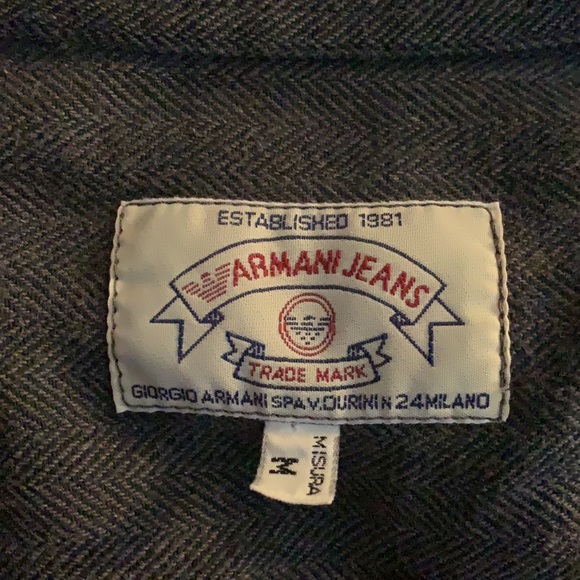 ESTABLISHED 1981
ARMANI JEANS
TRADE MARK
GIORGIO ARMANI SPA V. DURINI N 24 MILANO
MISURA
M